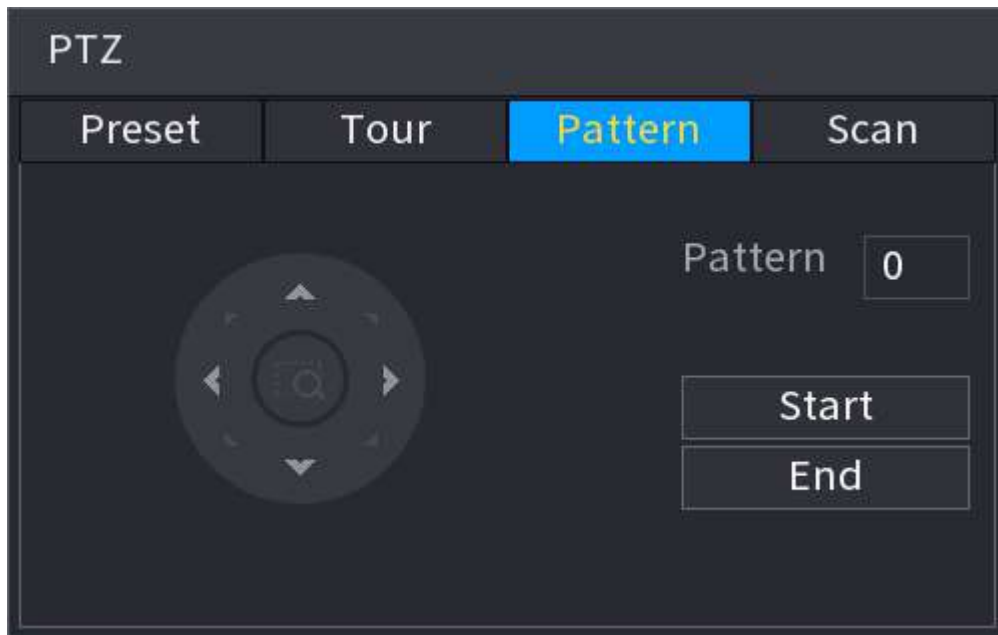 PTZ
Preset Tour Pattern Scan
Pattern 0
Start
End